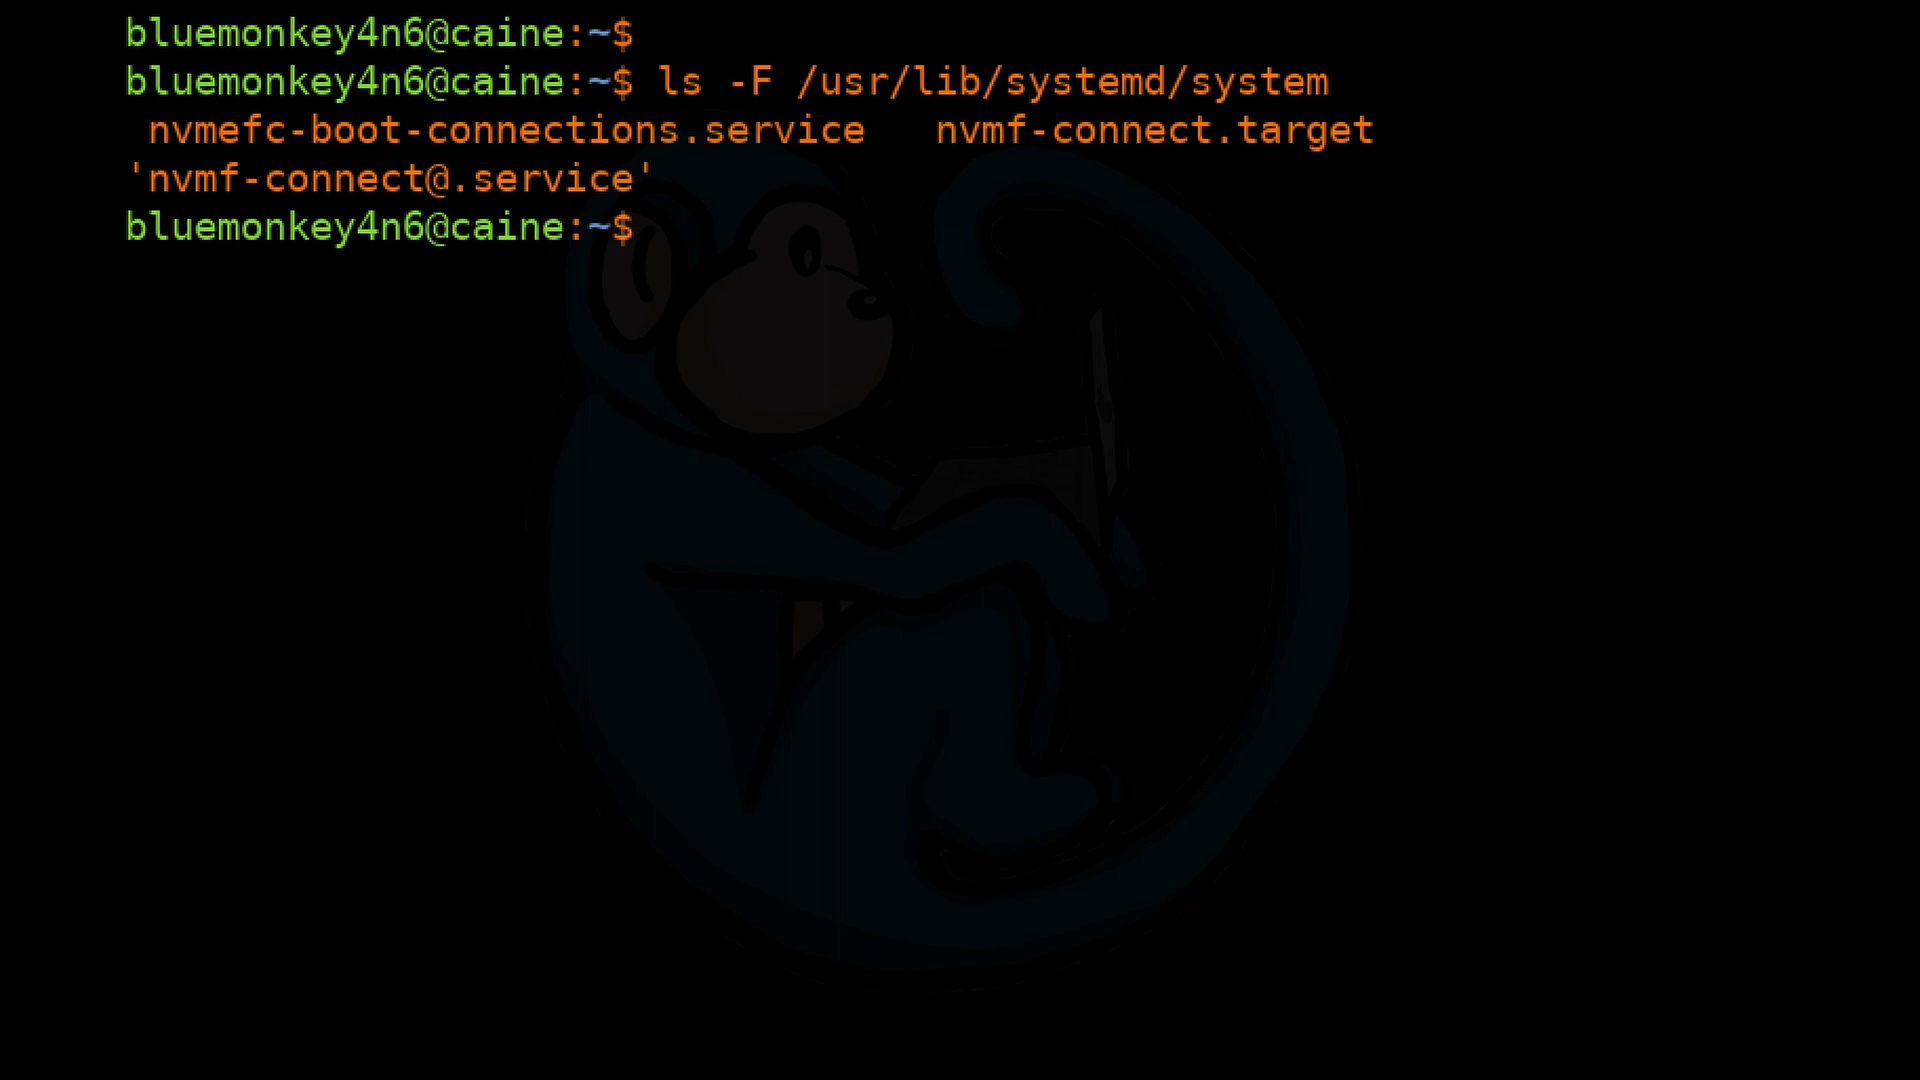 bluemonkey4n6@caine:~$
bluemonkey4n6@caine:~$ ls -F /usr/lib/systemd/system
 nvmefc-boot-connections.service   nvmf-connect.target
'nvmf-connect@.service'
bluemonkey4n6@caine:~$